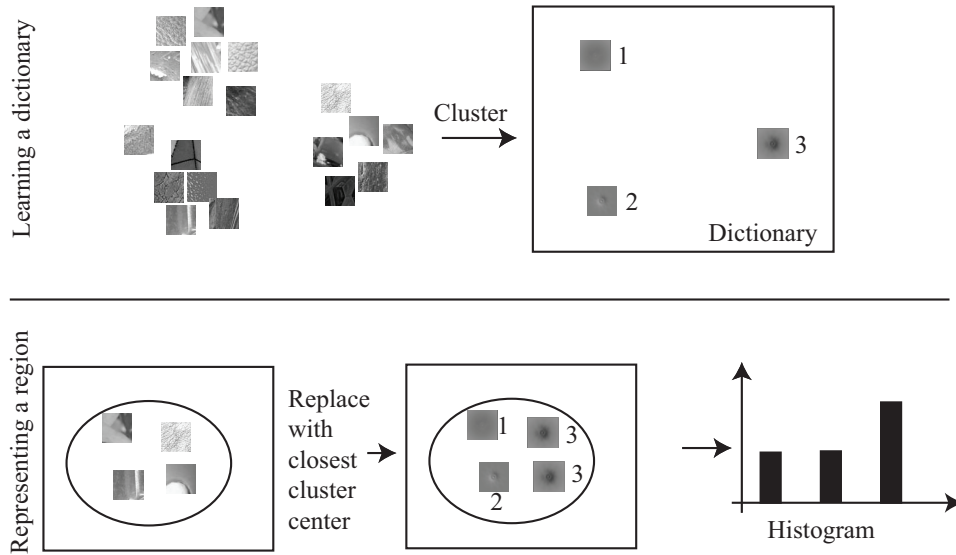 Learning a dictionary
Cluster
1
3
2
Dictionary
Representing a region
Replace
with
closest
cluster
center
1
3
3
2
Histogram